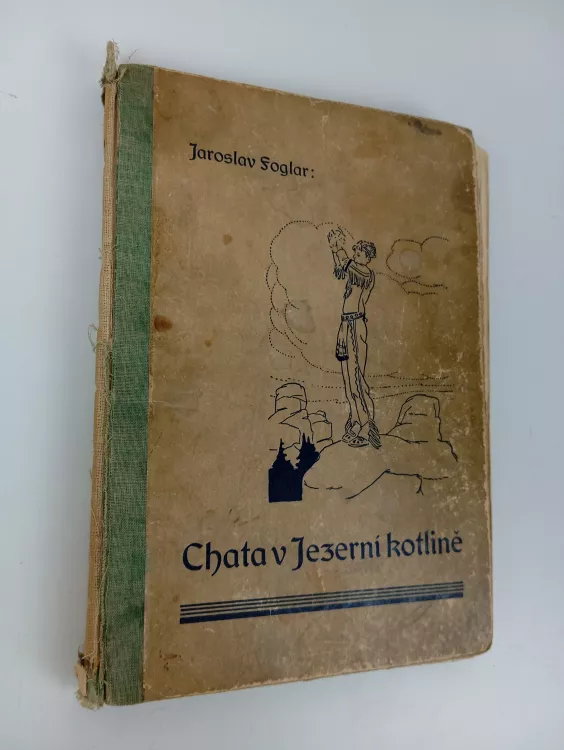 Jaroslav Foglar:
Chata v Jezerní kotlině